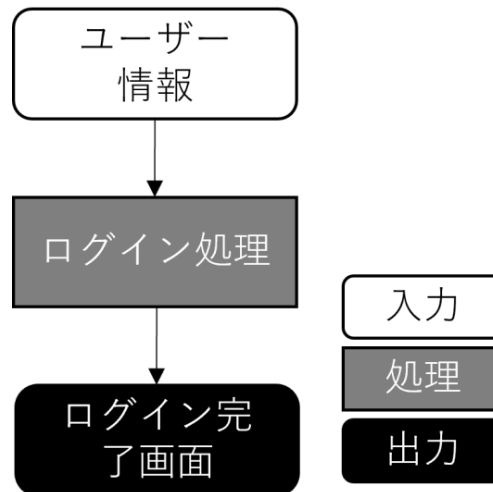 ユーザー
情報
ログイン処理
ログイン完
了画面
入力
処理
出力